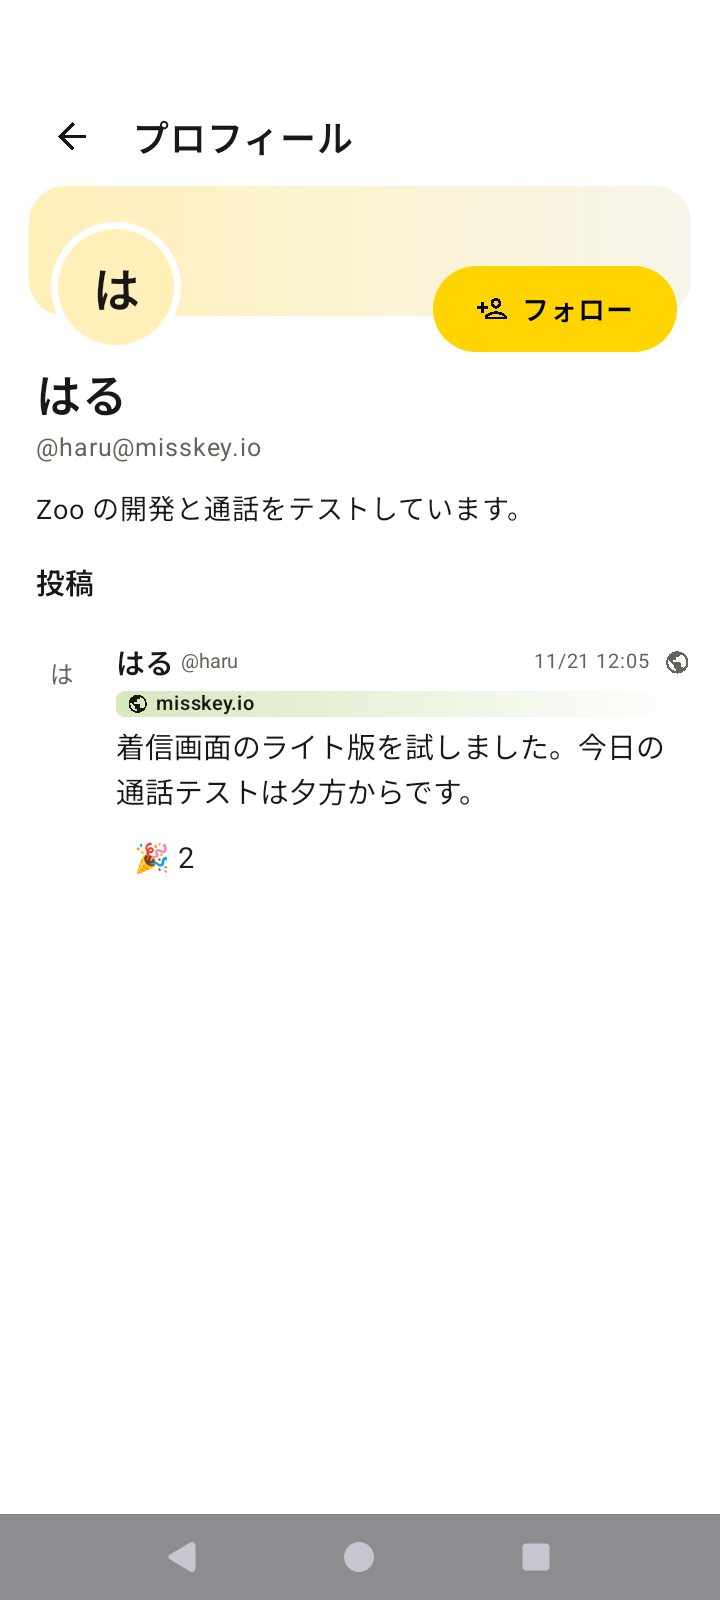 プロフィール
は
フォロー
はる
@haru@misskey.io
Zoo の開発と通話をテストしています。
投稿
は
はる @haru 11/21 12:05
misskey.io
着信画面のライト版を試しました。今日の
通話テストは夕方からです。
🎉 2